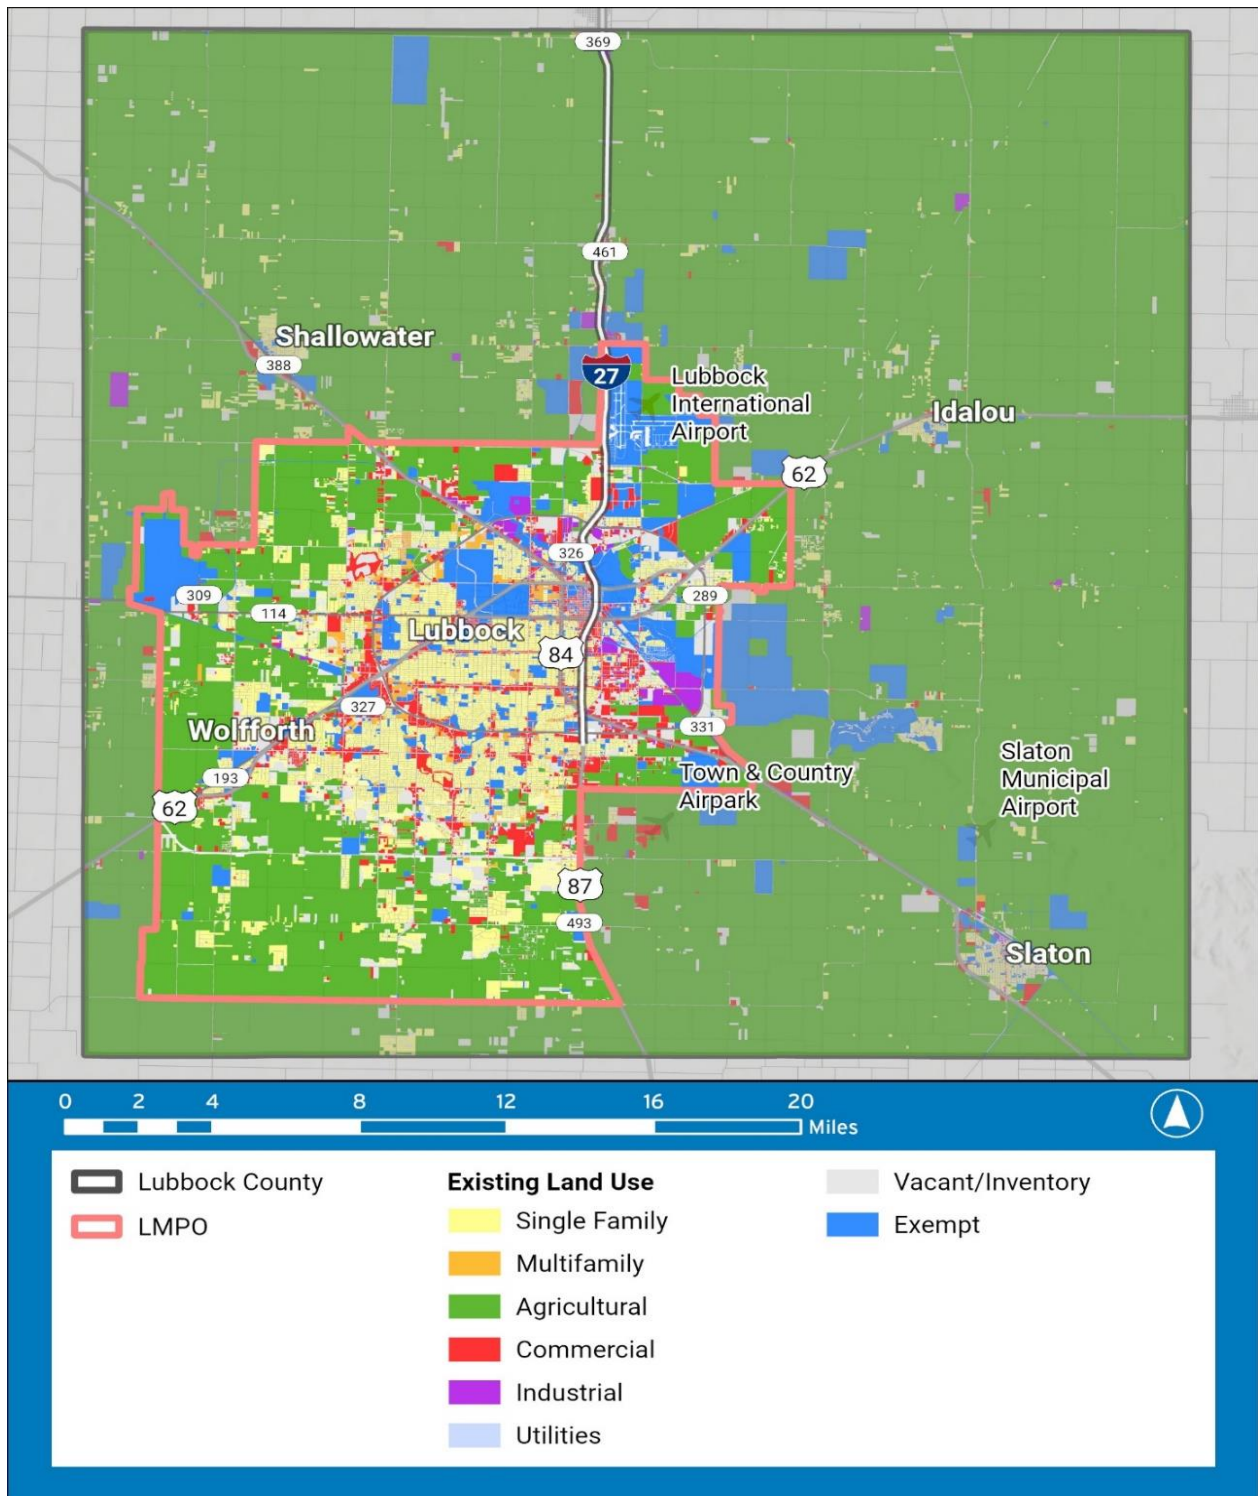 369
461
Shallowater
388
27
Lubbock
International
Airport
Idalou
62
326
309
289
114
Lubbock
84
327
Wolfforth
331
193
Town & Country
Airpark
Slaton
Municipal
Airport
62
87
493
Slaton
0 2 4 8 12 16 20
Miles
Lubbock County
LMPO
Existing Land Use
Single Family
Multifamily
Agricultural
Commercial
Industrial
Utilities
Vacant/Inventory
Exempt